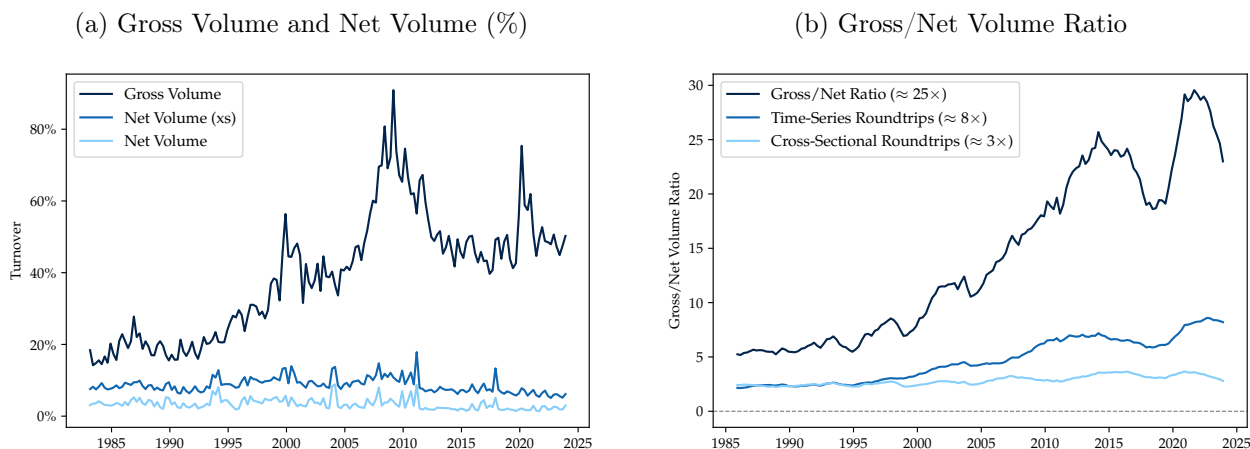 (a) Gross Volume and Net Volume (%)
Gross Volume
Net Volume (xs)
Net Volume
Turnover
80%
60%
40%
20%
0%
1985 1990 1995 2000 2005 2010 2015 2020 2025
(b) Gross/Net Volume Ratio
Gross/Net Ratio (≈ 25×)
Time-Series Roundtrips (≈ 8×)
Cross-Sectional Roundtrips (≈ 3×)
Gross/Net Volume Ratio
30
25
20
15
10
5
0
1985 1990 1995 2000 2005 2010 2015 2020 2025